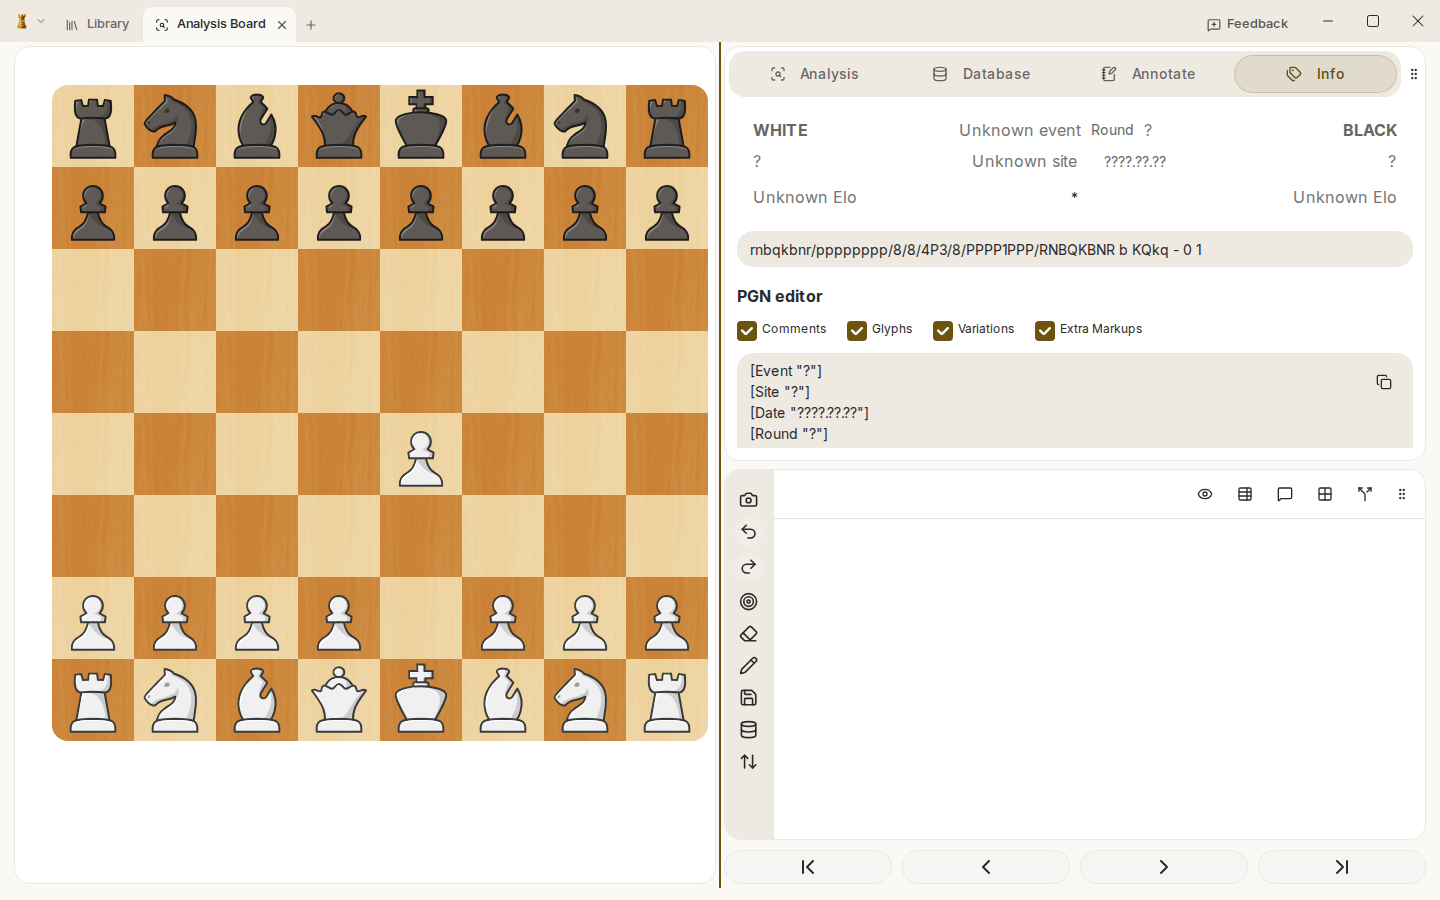 Library
Analysis Board
Feedback
Analysis
Database
Annotate
Info
WHITE
Unknown event
Round
?
BLACK
?
Unknown site
????.??.??
?
Unknown Elo
*
Unknown Elo
rnbqkbnr/pppppppp/8/8/4P3/8/PPPP1PPP/RNBQKBNR b KQkq - 0 1
PGN editor
Comments
Glyphs
Variations
Extra Markups
[Event "?"]
[Site "?"]
[Date "????.??.??"]
[Round "?"]